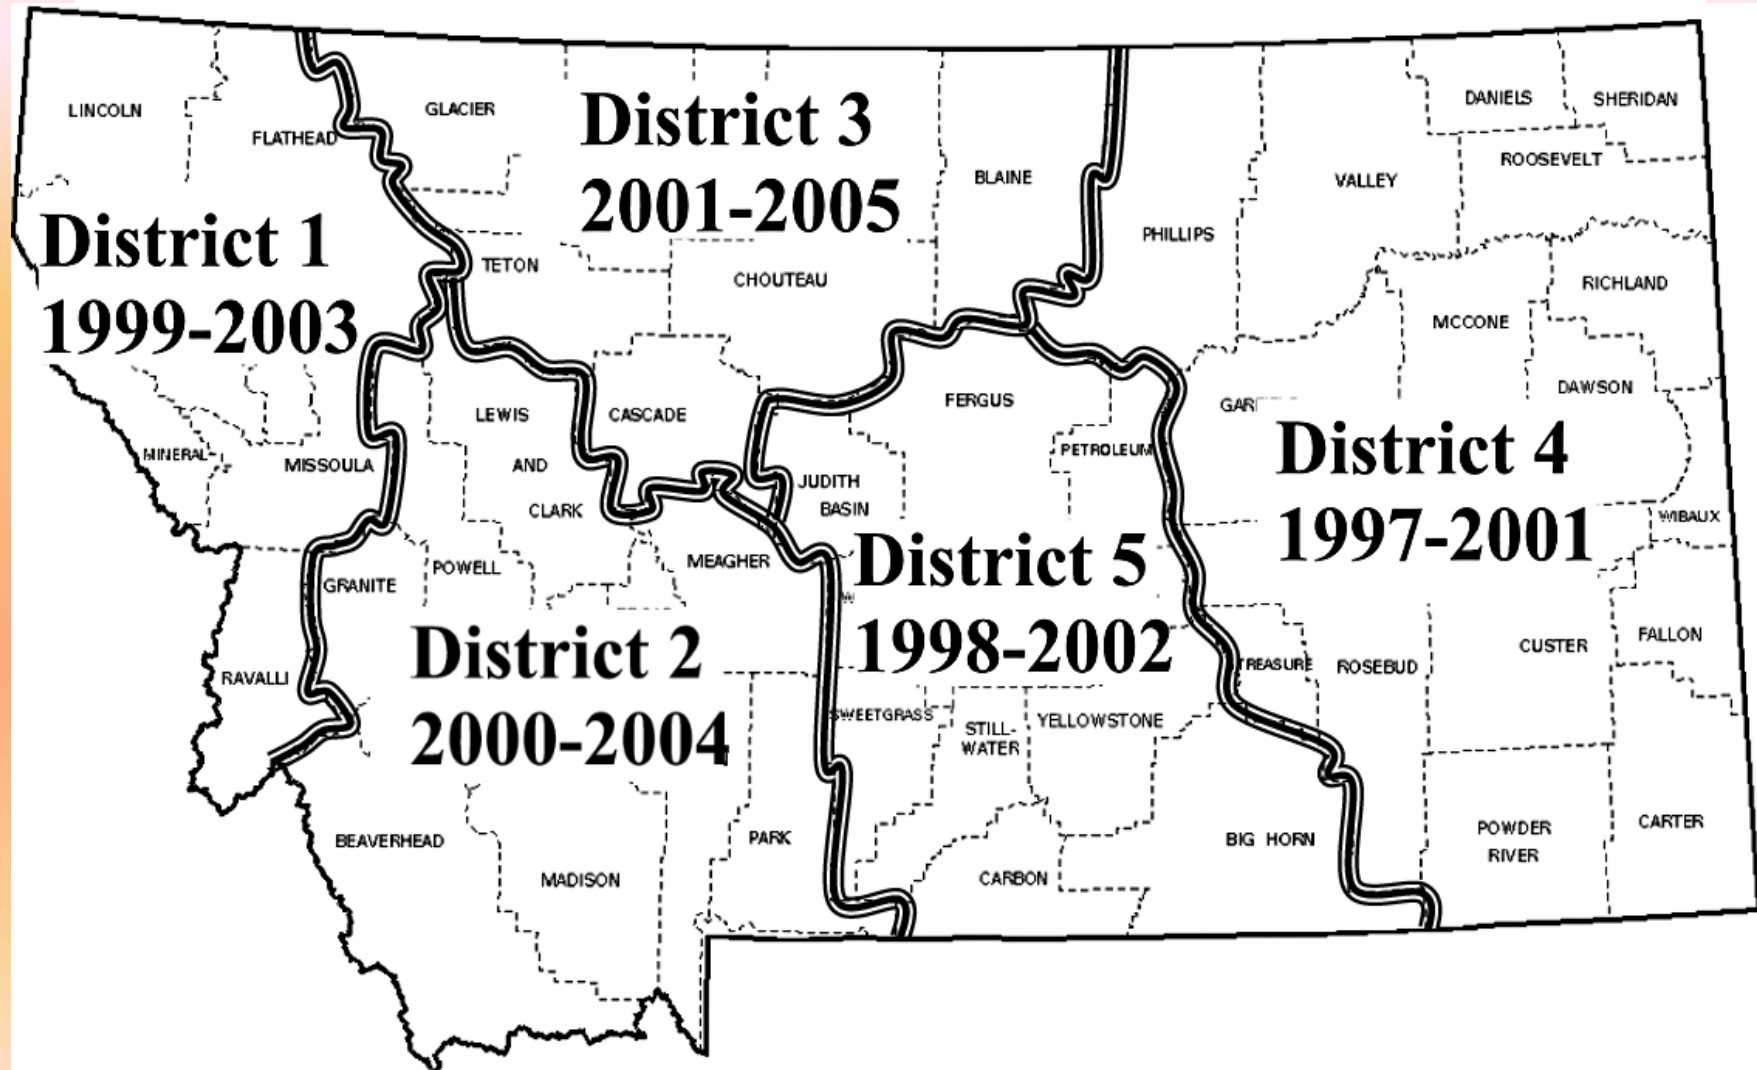 LINCOLN
FLATHEAD
GLACIER
District 3
2001-2005
BLAINE
PHILLIPS
VALLEY
DANIELS
SHERIDAN
ROOSEVELT
District 1
1999-2003
TETON
CHOUTEAU
RICHLAND
MCCONE
DAWSON
MINERAL
MISSOULA
LEWIS
AND
CLARK
CASCADE
JUDITH
BASIN
FERGUS
PETROLEUM
GAR
District 4
1997-2001
WIBAUX
GRANITE
POWELL
MEAGHER
District 5
1998-2002
RAVALLI
District 2
2000-2004
SWEETGRASS
STILL-
WATER
YELLOWSTONE
TREASURE
ROSEBUD
CUSTER
FALLON
BEAVERHEAD
MADISON
PARK
CARBON
BIG HORN
POWDER
RIVER
CARTER